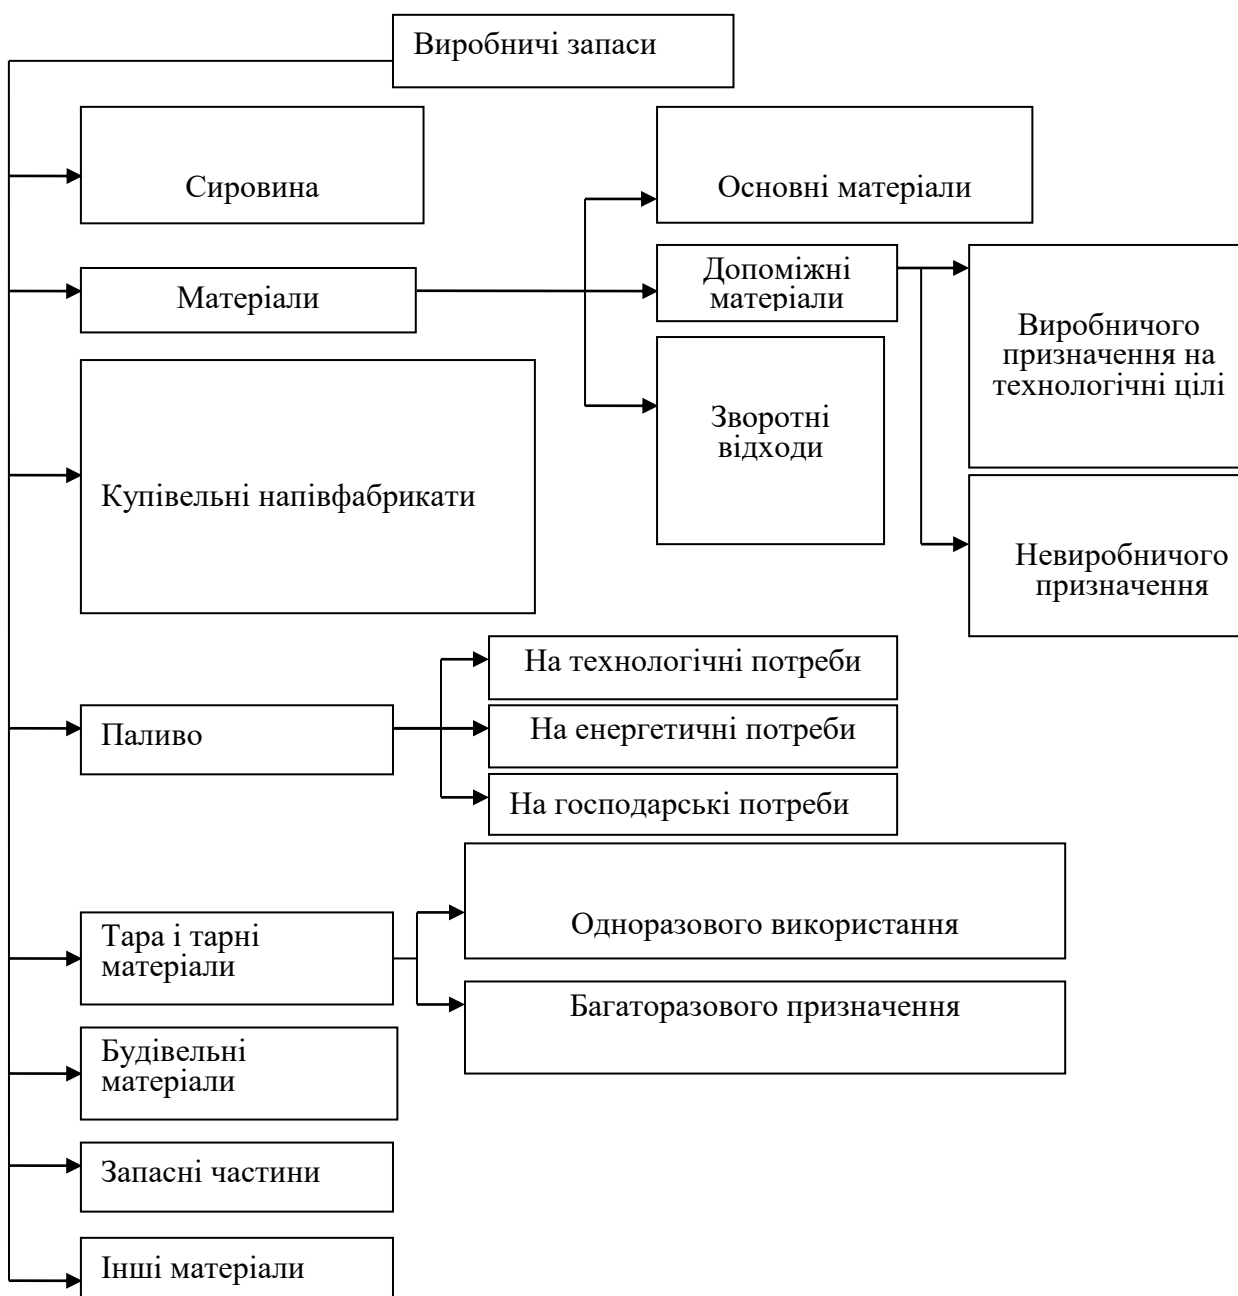 Виробничі запаси
Сировина
Основні матеріали
Матеріали
Допоміжні
матеріали
Виробничого
призначення на
технологічні цілі
Зворотні
відходи
Купівельні напівфабрикати
Невиробничого
призначення
На технологічні потреби
Паливо
На енергетичні потреби
На господарські потреби
Тара і тарні
матеріали
Одноразового використання
Багаторазового призначення
Будівельні
матеріали
Запасні частини
Інші матеріали